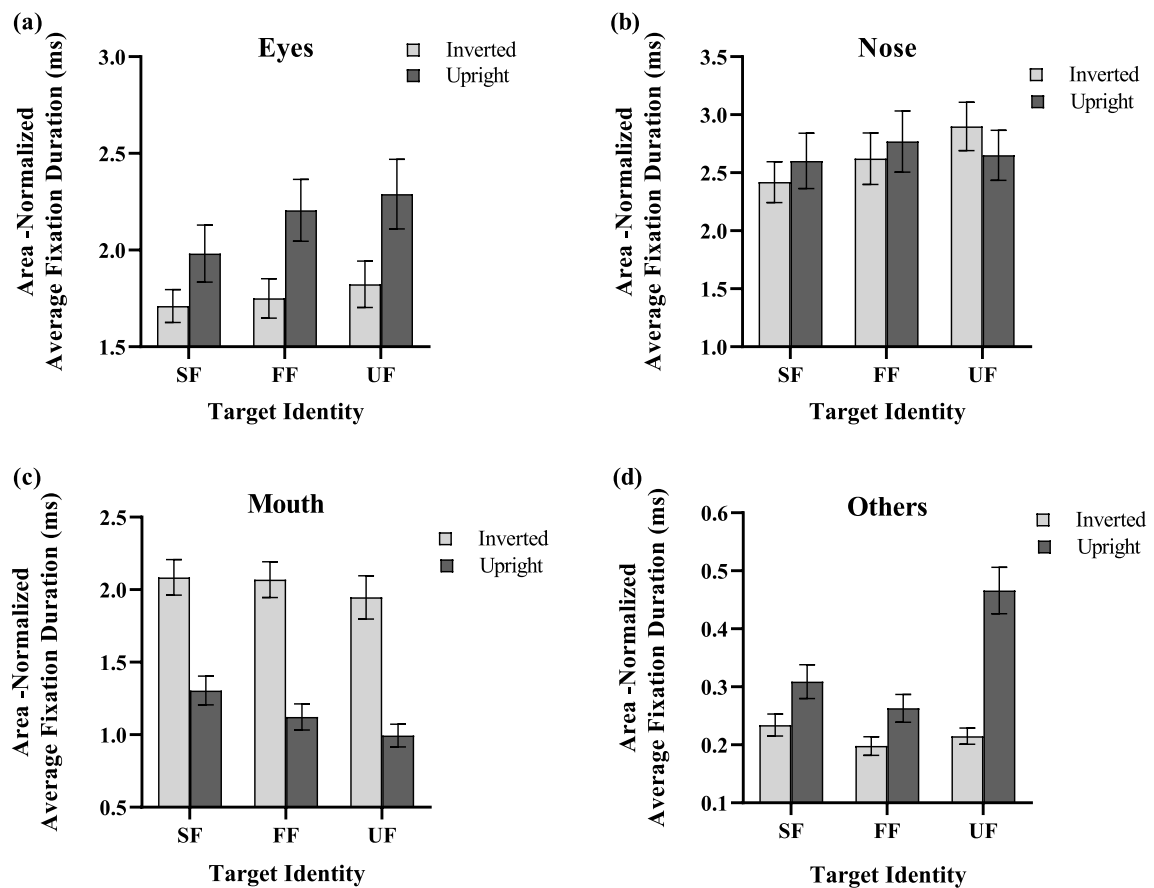 (a)
Eyes
Inverted
Upright
Area -Normalized
Average Fixation Duration (ms)
3.0
2.5
2.0
1.5
SF
FF
UF
Target Identity
(b)
Nose
Inverted
Upright
Area -Normalized
Average Fixation Duration (ms)
3.5
3.0
2.5
2.0
1.5
1.0
SF
FF
UF
Target Identity
(c)
Mouth
Inverted
Upright
Area -Normalized
Average Fixation Duration (ms)
2.5
2.0
1.5
1.0
0.5
SF
FF
UF
Target Identity
(d)
Others
Inverted
Upright
Area -Normalized
Average Fixation Duration (ms)
0.6
0.5
0.4
0.3
0.2
0.1
SF
FF
UF
Target Identity